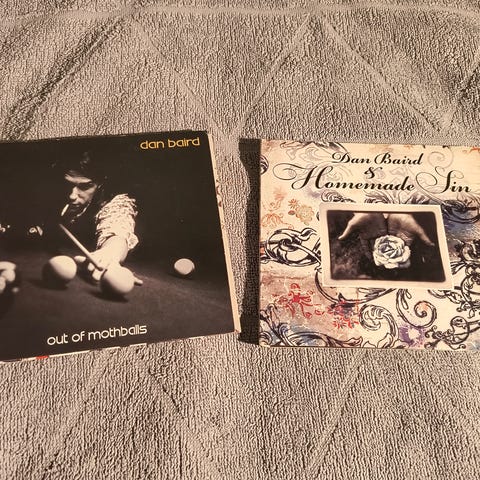 dan baird
out of mothballs
Dan Baird
&
Homemade Sin